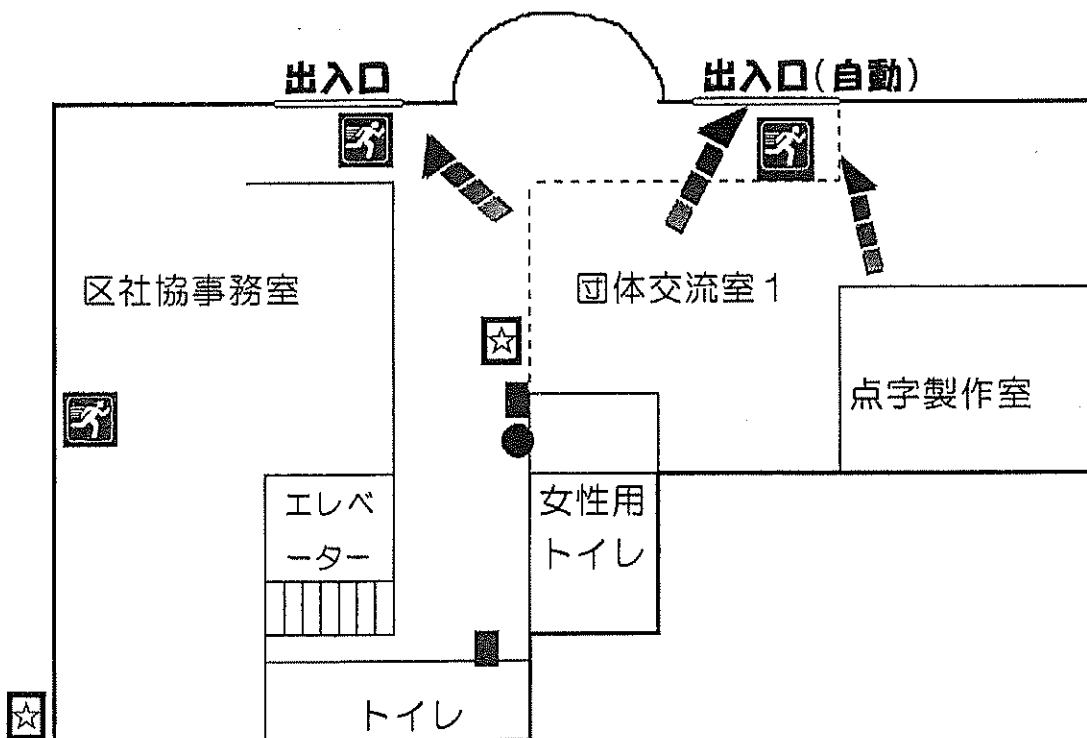 出入口
出入口(自動)
区社協事務室
団体交流室1
点字製作室
エレベ
ーター
女性用
トイレ
トイレ